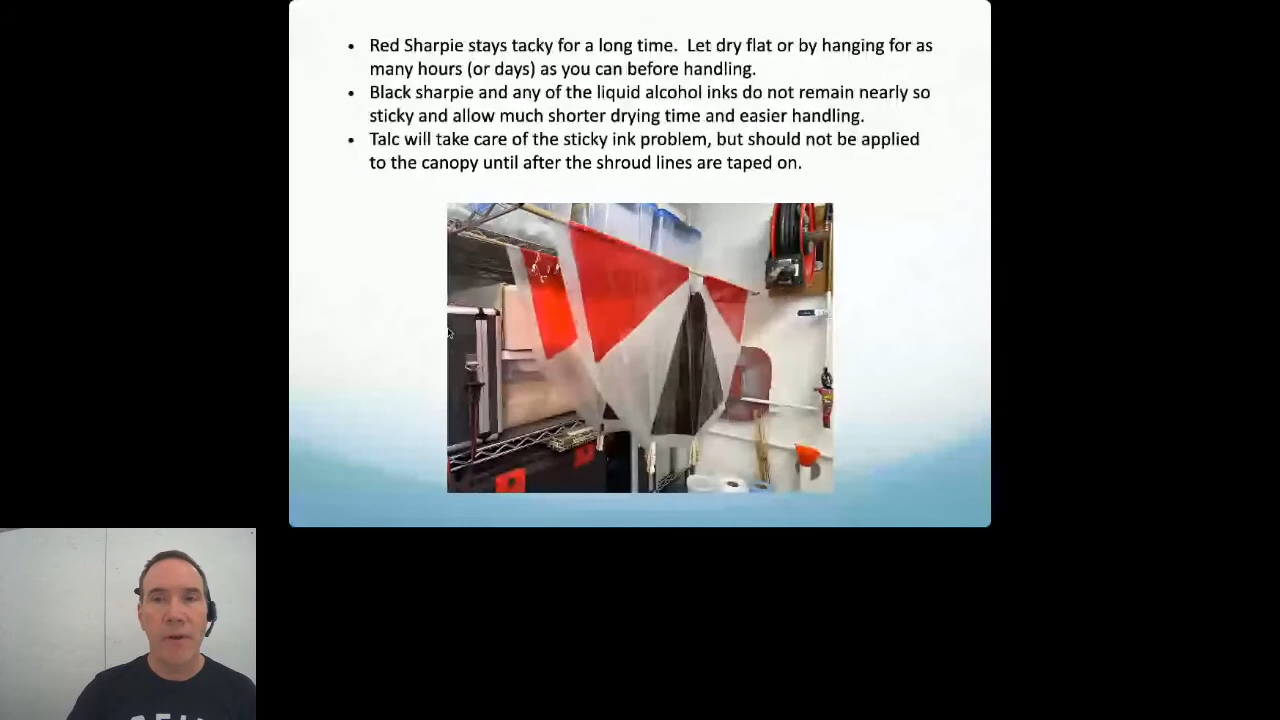 • Red Sharpie stays tacky for a long time.  Let dry flat or by hanging for as
many hours (or days) as you can before handling.
• Black sharpie and any of the liquid alcohol inks do not remain nearly so
sticky and allow much shorter drying time and easier handling.
• Talc will take care of the sticky ink problem, but should not be applied
to the canopy until after the shroud lines are taped on.